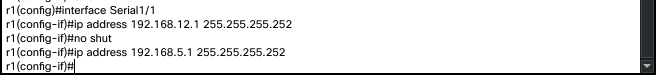 r1(config)#interface Serial1/1
r1(config-if)#ip address 192.168.12.1 255.255.255.252
r1(config-if)#no shut
r1(config-if)#ip address 192.168.5.1 255.255.255.252
r1(config-if)#